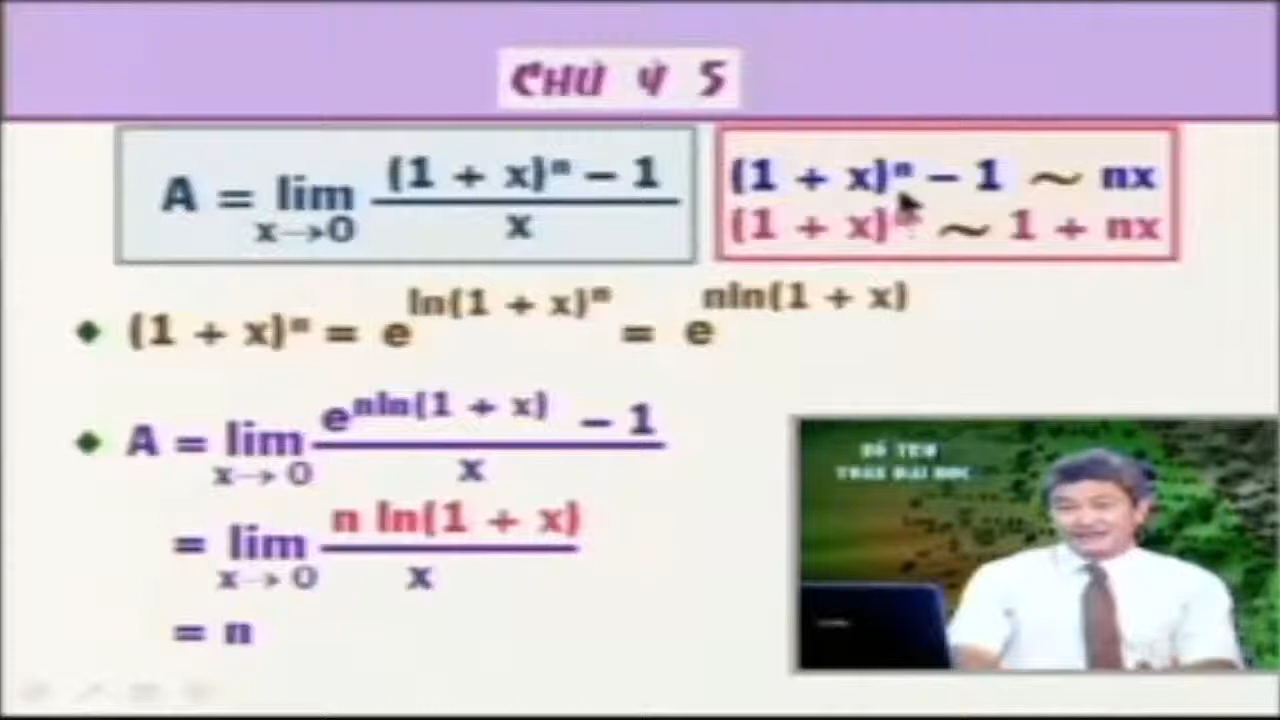 CHÚ Ý 5
A = lim x→0 ((1 + x)ⁿ − 1) / x
(1 + x)ⁿ − 1 ∼ nx
(1 + x)ⁿ ∼ 1 + nx
(1 + x)ⁿ = e^(ln(1 + x)ⁿ) = e^(nln(1 + x))
A = lim x→0 (e^(nln(1 + x)) − 1) / x
= lim x→0 (n ln(1 + x)) / x
= n